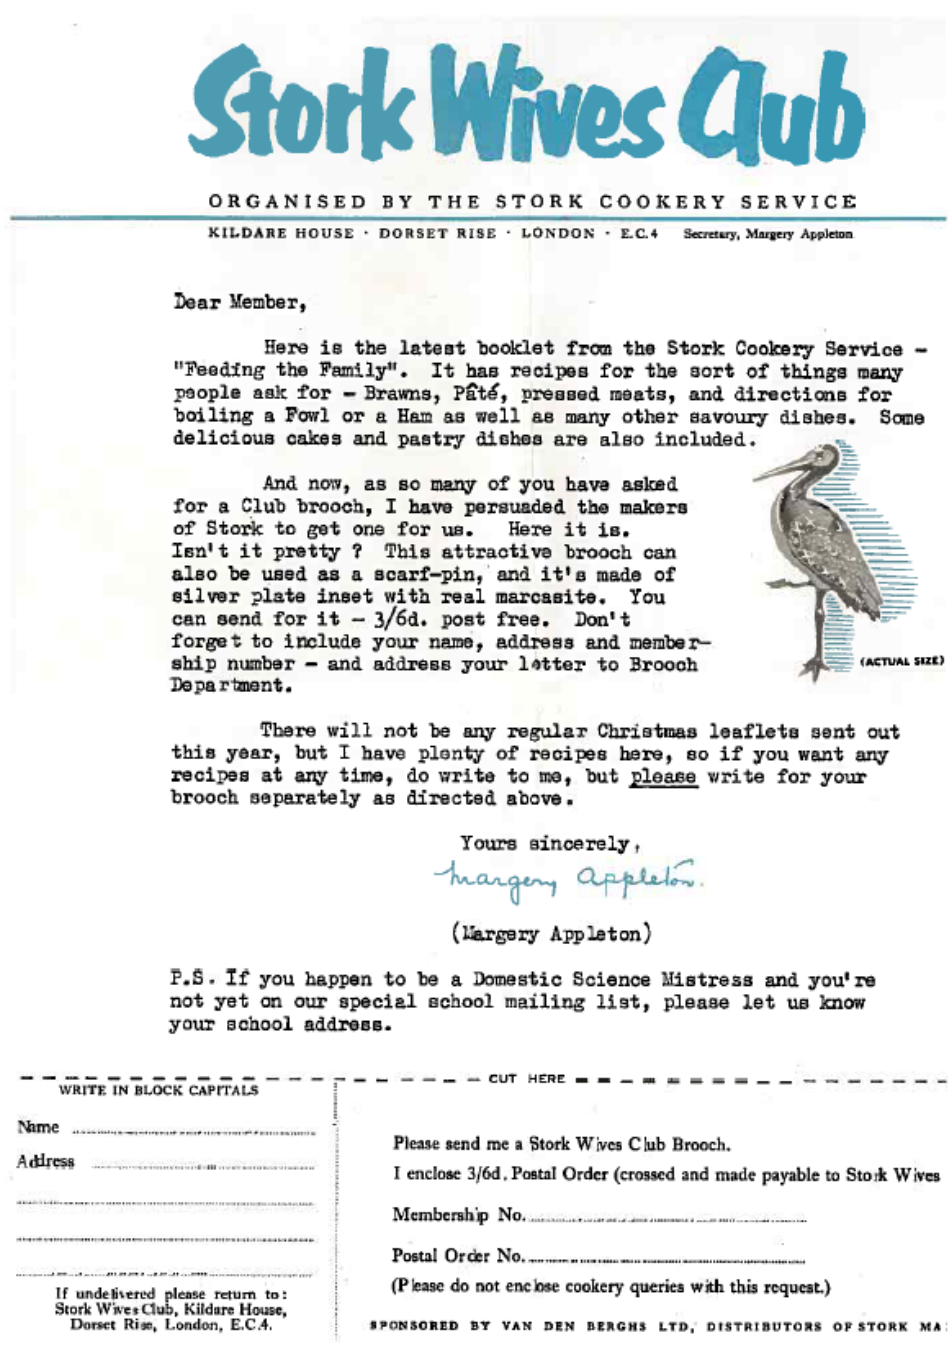 Stork Wives Club
ORGANISED BY THE STORK COOKERY SERVICE
KILDARE HOUSE · DORSET RISE · LONDON · E.C.4 Secretary, Margery Appleton
Dear Member,
Here is the latest booklet from the Stork Cookery Service -
"Feeding the Family". It has recipes for the sort of things many
people ask for - Brawns, Pâté, pressed meats, and directions for
boiling a Fowl or a Ham as well as many other savoury dishes. Some
delicious cakes and pastry dishes are also included.
And now, as so many of you have asked
for a Club brooch, I have persuaded the makers
of Stork to get one for us. Here it is.
Isn't it pretty ? This attractive brooch can
also be used as a scarf-pin, and it's made of
silver plate inset with real marcasite. You
can send for it - 3/6d. post free. Don't
forget to include your name, address and member-
ship number - and address your letter to Brooch
Department.
(ACTUAL SIZE)
There will not be any regular Christmas leaflets sent out
this year, but I have plenty of recipes here, so if you want any
recipes at any time, do write to me, but please write for your
brooch separately as directed above.
Yours sincerely,
Margery Appleton.
(Margery Appleton)
P.S. If you happen to be a Domestic Science Mistress and you're
not yet on our special school mailing list, please let us know
your school address.
CUT HERE
WRITE IN BLOCK CAPITALS
Name
Address
If undelivered please return to:
Stork Wives Club, Kildare House,
Dorset Rise, London, E.C.4.
Please send me a Stork Wives Club Brooch.
I enclose 3/6d. Postal Order (crossed and made payable to Stork Wives
Membership No.
Postal Order No.
(Please do not enclose cookery queries with this request.)
SPONSORED BY VAN DEN BERGHS LTD, DISTRIBUTORS OF STORK MA